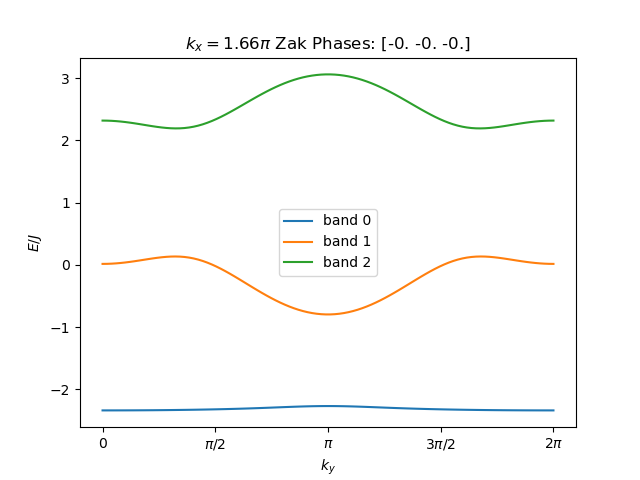 $k_x = 1.66\pi$ Zak Phases: [-0. -0. -0.]
3
2
1
0
−1
−2
E/J
band 0
band 1
band 2
0
π/2
π
3π/2
2π
$k_y$